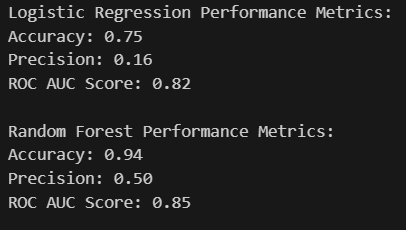 Logistic Regression Performance Metrics:
Accuracy: 0.75
Precision: 0.16
ROC AUC Score: 0.82
Random Forest Performance Metrics:
Accuracy: 0.94
Precision: 0.50
ROC AUC Score: 0.85